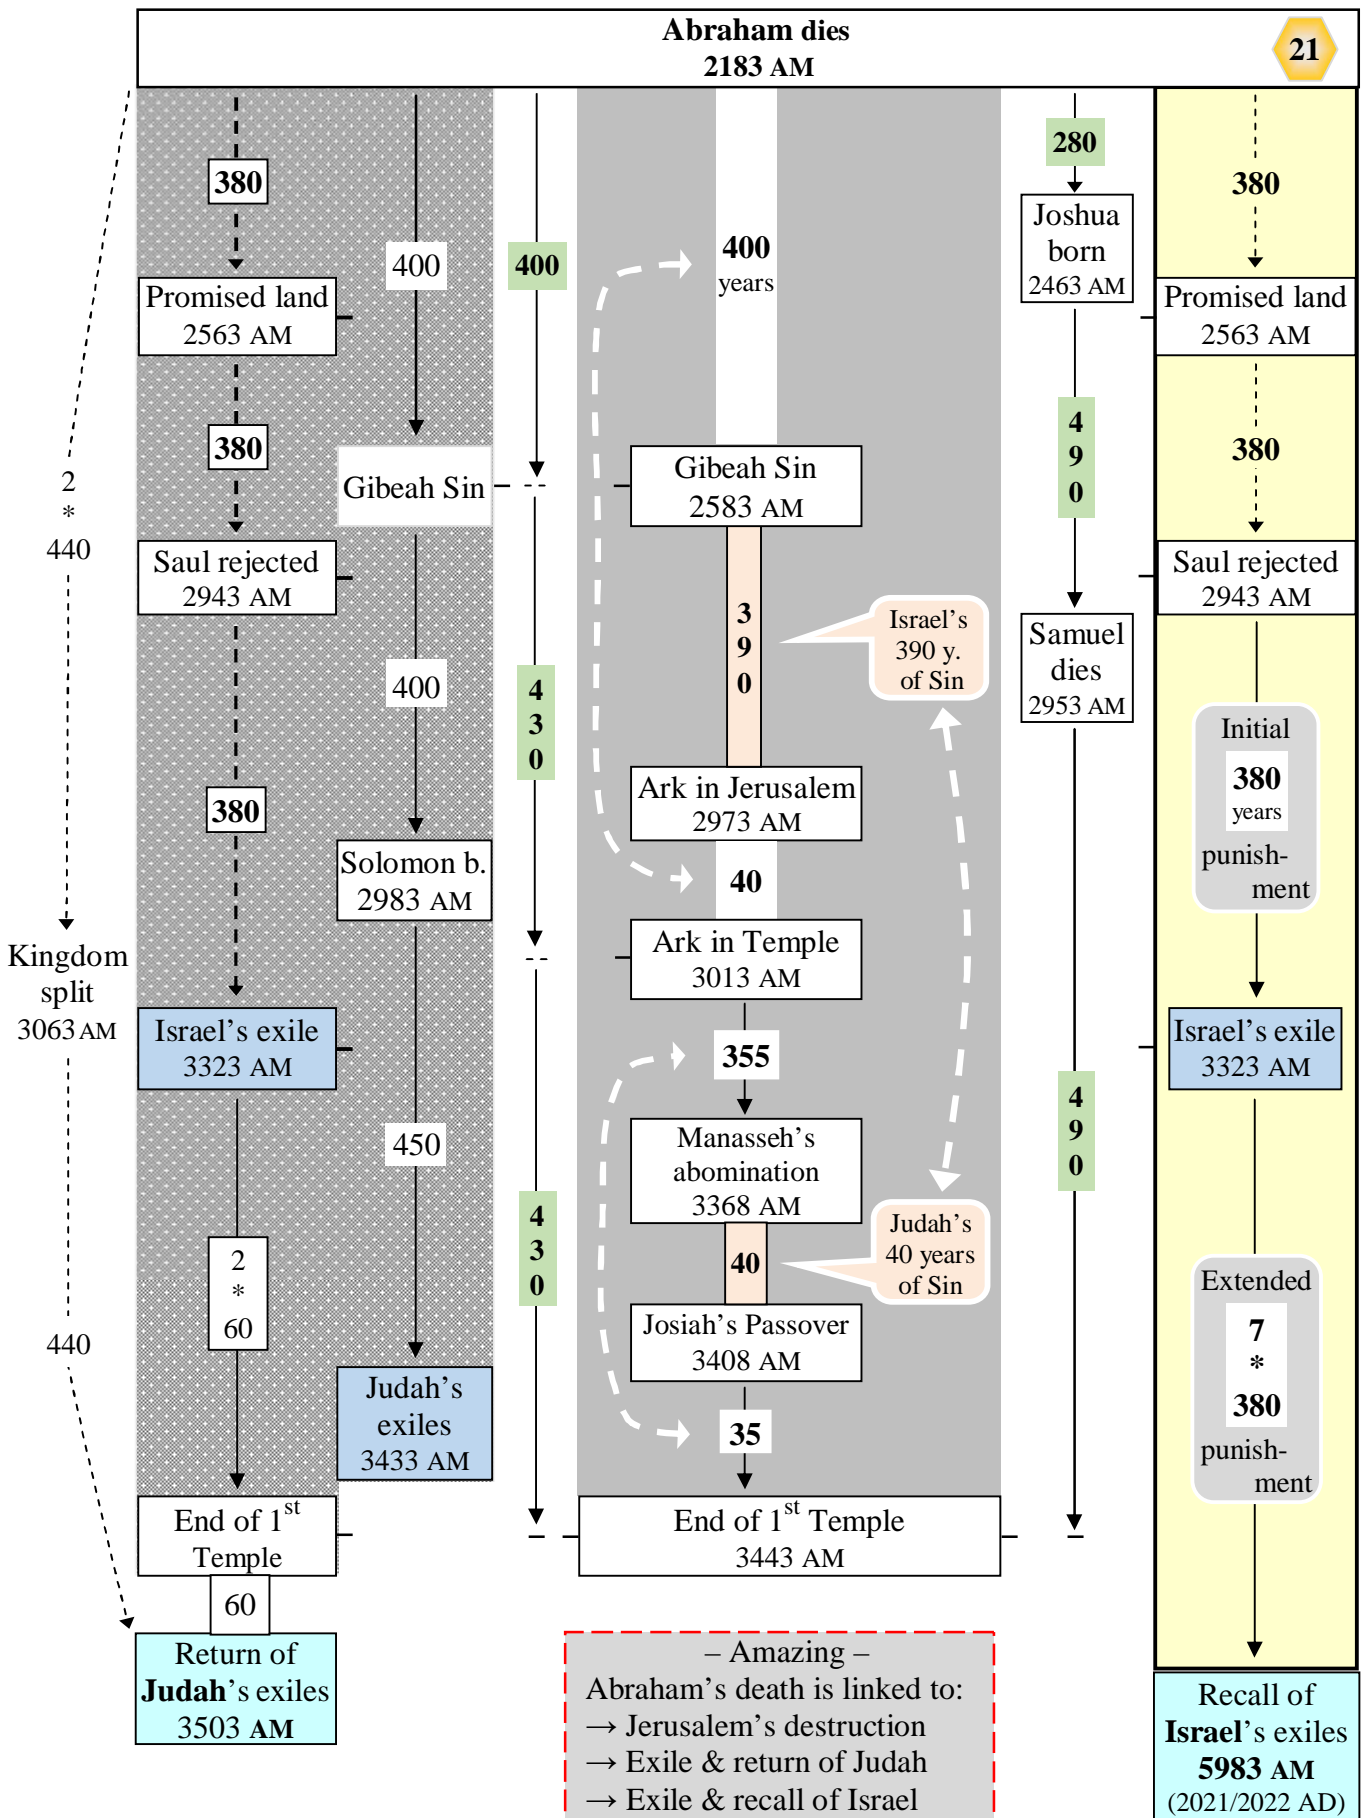 Abraham dies
2183 AM
21
380
Promised land
2563 AM
380
Saul rejected
2943 AM
380
Israel's exile
3323 AM
2
*
60
End of 1st
Temple
60
Return of
Judah's exiles
3503 AM
2
*
440
Kingdom
split
3063 AM
440
400
Gibeah Sin
400
Solomon b.
2983 AM
450
Judah's
exiles
3433 AM
400
4
3
0
4
3
0
400
years
Gibeah Sin
2583 AM
3
9
0
Israel's
390 y.
of Sin
Ark in Jerusalem
2973 AM
40
Ark in Temple
3013 AM
355
Manasseh's
abomination
3368 AM
40
Judah's
40 years
of Sin
Josiah's Passover
3408 AM
35
End of 1st Temple
3443 AM
280
Joshua
born
2463 AM
4
9
0
Samuel
dies
2953 AM
4
9
0
380
Promised land
2563 AM
380
Saul rejected
2943 AM
Initial
380
years
punish-
ment
Israel's exile
3323 AM
Extended
7
*
380
punish-
ment
Recall of
Israel's exiles
5983 AM
(2021/2022 AD)
– Amazing –
Abraham's death is linked to:
→ Jerusalem's destruction
→ Exile & return of Judah
→ Exile & recall of Israel